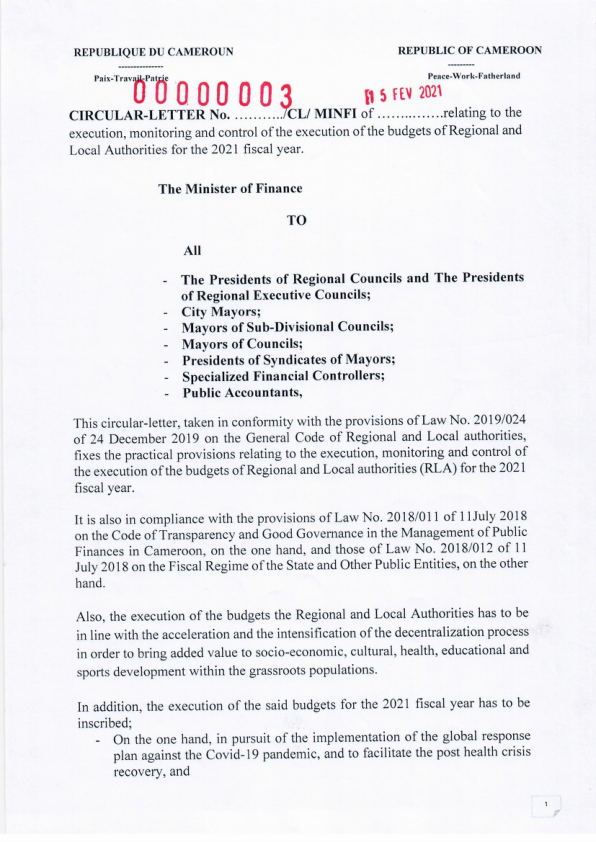 REPUBLIQUE DU CAMEROUN
REPUBLIC OF CAMEROON
---------------
---------
Paix-Travail-Patrie
Peace-Work-Fatherland
00000003
15 FEV 2021
CIRCULAR-LETTER No. ………../CL/ MINFI of ……..…….relating to the
execution, monitoring and control of the execution of the budgets of Regional and
Local Authorities for the 2021 fiscal year.
The Minister of Finance
TO
All
- The Presidents of Regional Councils and The Presidents
of Regional Executive Councils;
- City Mayors;
- Mayors of Sub-Divisional Councils;
- Mayors of Councils;
- Presidents of Syndicates of Mayors;
- Specialized Financial Controllers;
- Public Accountants,
This circular-letter, taken in conformity with the provisions of Law No. 2019/024
of 24 December 2019 on the General Code of Regional and Local authorities,
fixes the practical provisions relating to the execution, monitoring and control of
the execution of the budgets of Regional and Local authorities (RLA) for the 2021
fiscal year.
It is also in compliance with the provisions of Law No. 2018/011 of 11July 2018
on the Code of Transparency and Good Governance in the Management of Public
Finances in Cameroon, on the one hand, and those of Law No. 2018/012 of 11
July 2018 on the Fiscal Regime of the State and Other Public Entities, on the other
hand.
Also, the execution of the budgets the Regional and Local Authorities has to be
in line with the acceleration and the intensification of the decentralization process
in order to bring added value to socio-economic, cultural, health, educational and
sports development within the grassroots populations.
In addition, the execution of the said budgets for the 2021 fiscal year has to be
inscribed;
- On the one hand, in pursuit of the implementation of the global response
plan against the Covid-19 pandemic, and to facilitate the post health crisis
recovery, and
1